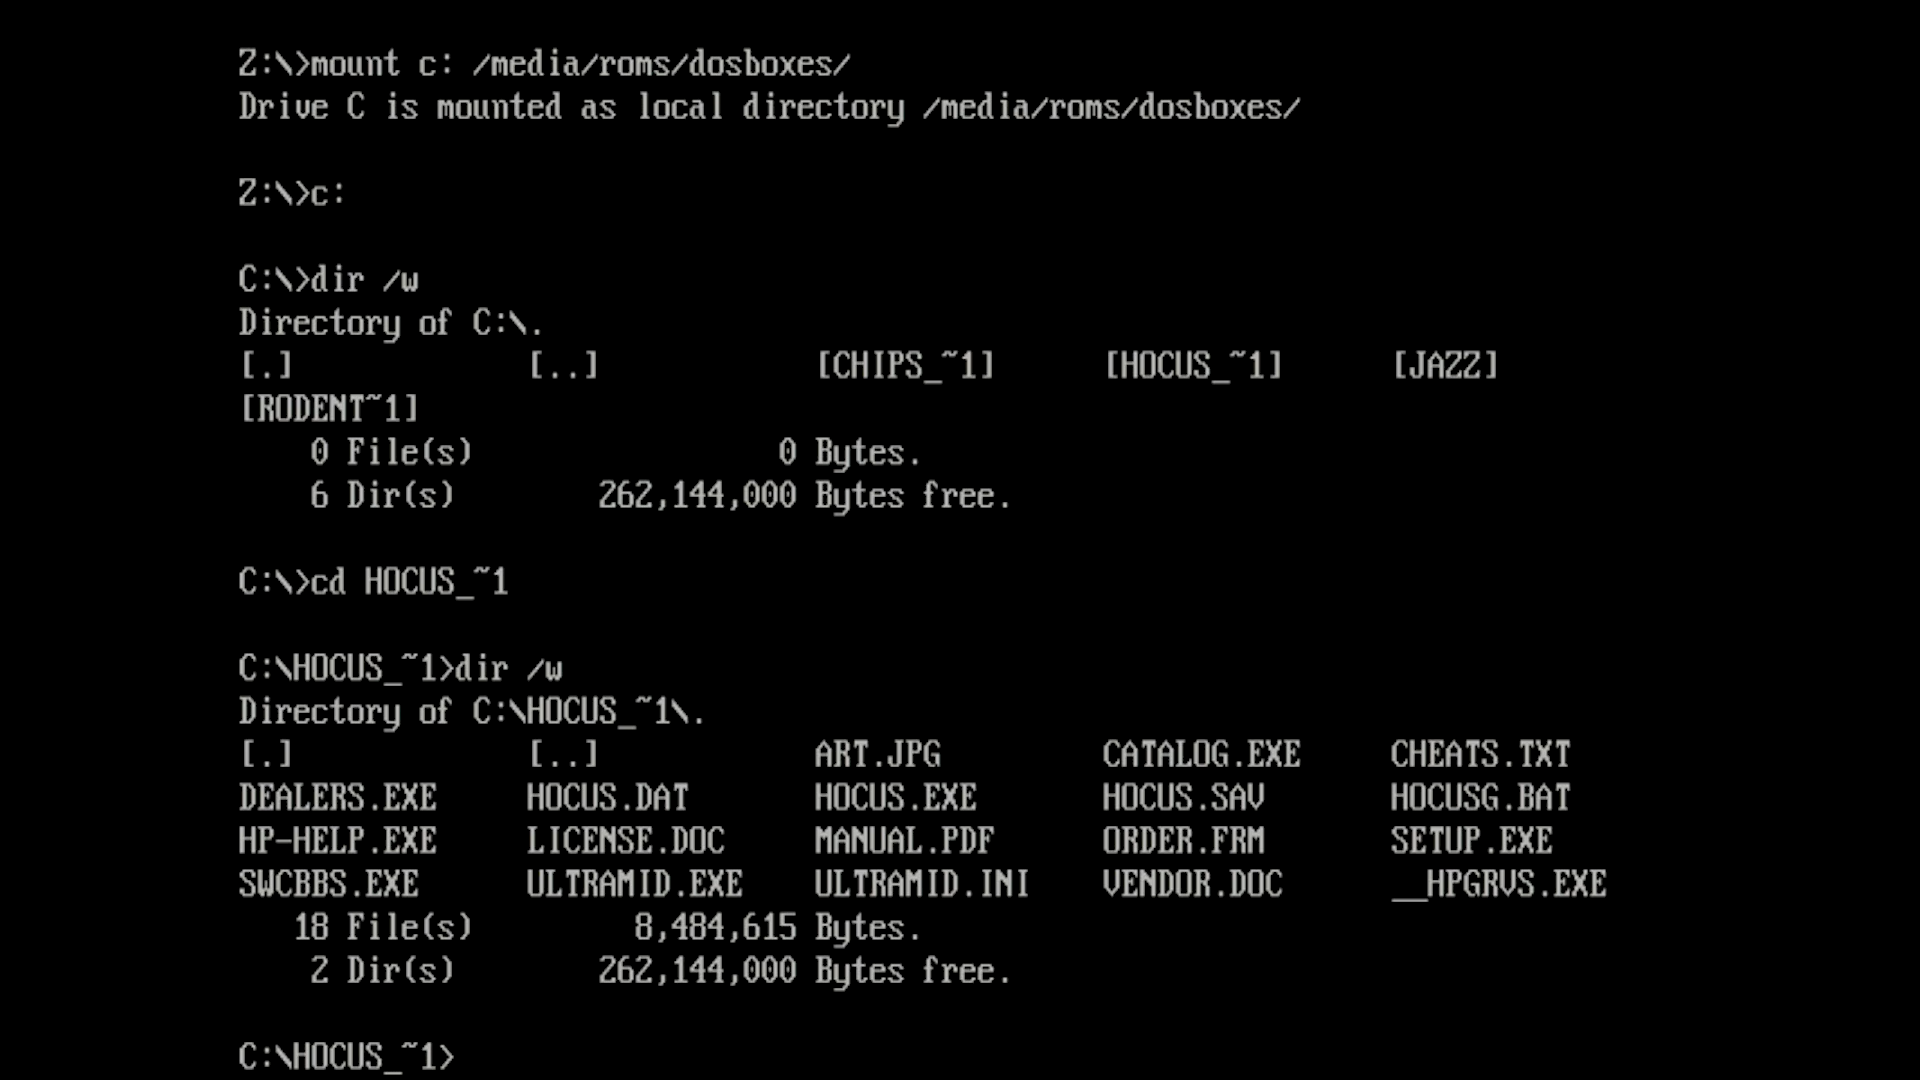 Z:\>mount c: /media/roms/dosboxes/
Drive C is mounted as local directory /media/roms/dosboxes/
Z:\>c:
C:\>dir /w
Directory of C:\.
[.] [..] [CHIPS_~1] [HOCUS_~1] [JAZZ]
[RODENT~1]
0 File(s) 0 Bytes.
6 Dir(s) 262,144,000 Bytes free.
C:\>cd HOCUS_~1
C:\HOCUS_~1>dir /w
Directory of C:\HOCUS_~1\.
[.] [..] ART.JPG CATALOG.EXE CHEATS.TXT
DEALERS.EXE HOCUS.DAT HOCUS.EXE HOCUS.SAV HOCUSG.BAT
HP-HELP.EXE LICENSE.DOC MANUAL.PDF ORDER.FRM SETUP.EXE
SWCBBS.EXE ULTRAMID.EXE ULTRAMID.INI VENDOR.DOC __HPGRVS.EXE
18 File(s) 8,484,615 Bytes.
2 Dir(s) 262,144,000 Bytes free.
C:\HOCUS_~1>